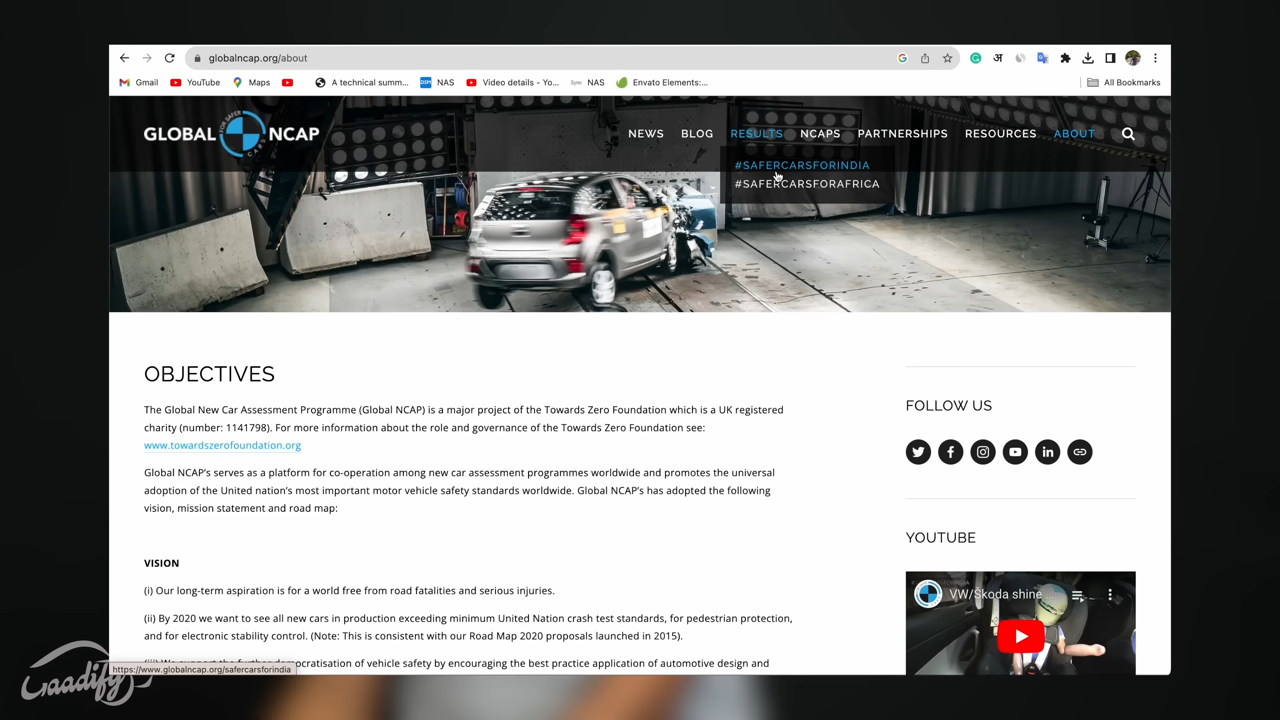 globalncap.org/about
Gmail YouTube Maps A technical summ... NAS Video details - Yo... Sync NAS Envato Elements:... All Bookmarks
GLOBAL FOR SAFER CARS NCAP NEWS BLOG RESULTS NCAPS PARTNERSHIPS RESOURCES ABOUT
#SAFERCARSFORINDIA
#SAFERCARSFORAFRICA
OBJECTIVES
The Global New Car Assessment Programme (Global NCAP) is a major project of the Towards Zero Foundation which is a UK registered
charity (number: 1141798). For more information about the role and governance of the Towards Zero Foundation see:
www.towardszerofoundation.org
Global NCAP's serves as a platform for co-operation among new car assessment programmes worldwide and promotes the universal
adoption of the United nation's most important motor vehicle safety standards worldwide. Global NCAP's has adopted the following
vision, mission statement and road map:
VISION
(i) Our long-term aspiration is for a world free from road fatalities and serious injuries.
(ii) By 2020 we want to see all new cars in production exceeding minimum United Nation crash test standards, for pedestrian protection,
and for electronic stability control. (Note: This is consistent with our Road Map 2020 proposals launched in 2015).
(iii) We support the further democratisation of vehicle safety by encouraging the best practice application of automotive design and
FOLLOW US
YOUTUBE
VW/Skoda shine ...
https://www.globalncap.org/safercarsforindia
Gaadify